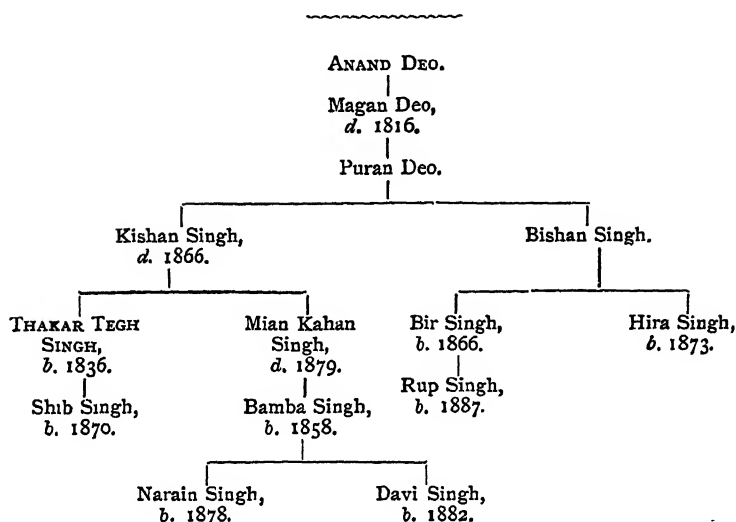 ANAND DEO.
Magan Deo,
d. 1816.
Puran Deo.
Kishan Singh,
d. 1866.
Bishan Singh.
THAKAR TEGH
SINGH,
b. 1836.
Mian Kahan
Singh,
d. 1879.
Bir Singh,
b. 1866.
Hira Singh,
b. 1873.
Shib Singh,
b. 1870.
Bamba Singh,
b. 1858.
Rup Singh,
b. 1887.
Narain Singh,
b. 1878.
Davi Singh,
b. 1882.